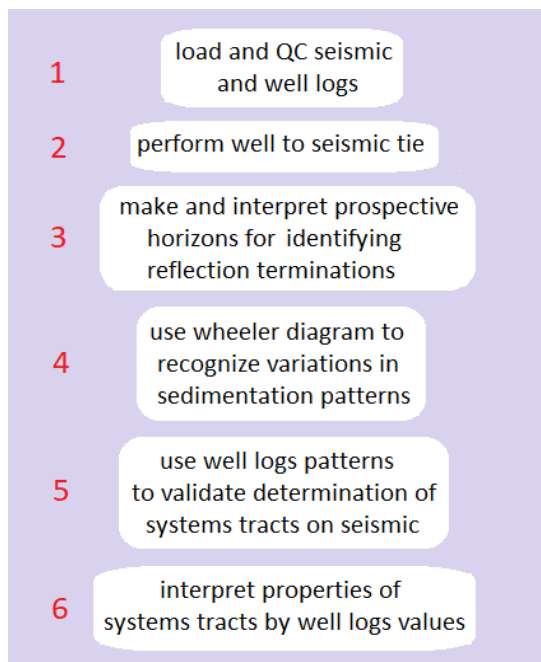 1
load and QC seismic
and well logs
2
perform well to seismic tie
3
make and interpret prospective
horizons for identifying
reflection terminations
4
use wheeler diagram to
recognize variations in
sedimentation patterns
5
use well logs patterns
to validate determination of
systems tracts on seismic
6
interpret properties of
systems tracts by well logs values